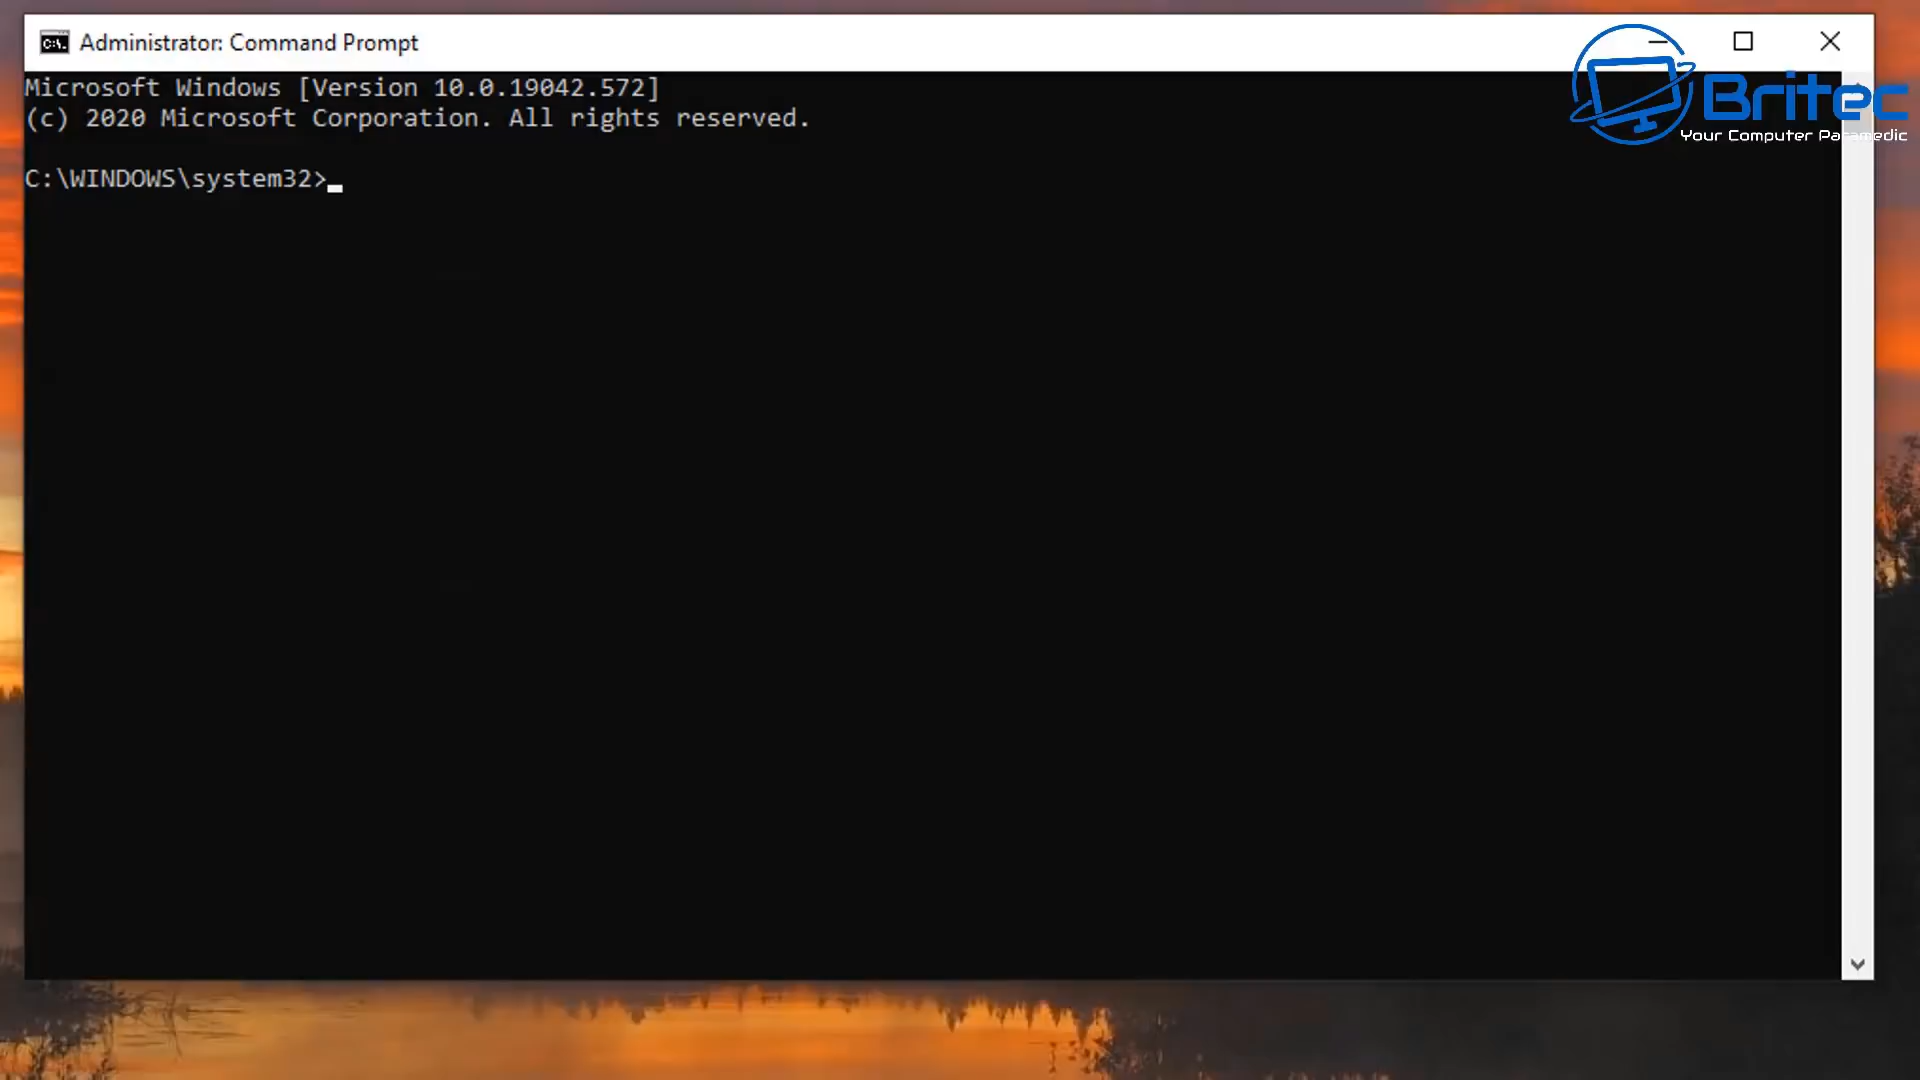 Administrator: Command Prompt
Microsoft Windows [Version 10.0.19042.572]
(c) 2020 Microsoft Corporation. All rights reserved.
C:\WINDOWS\system32>
Britec
Your Computer Paramedic